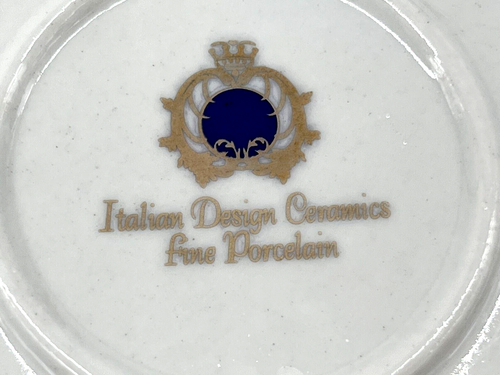 Italian Design Ceramics
fine Porcelain